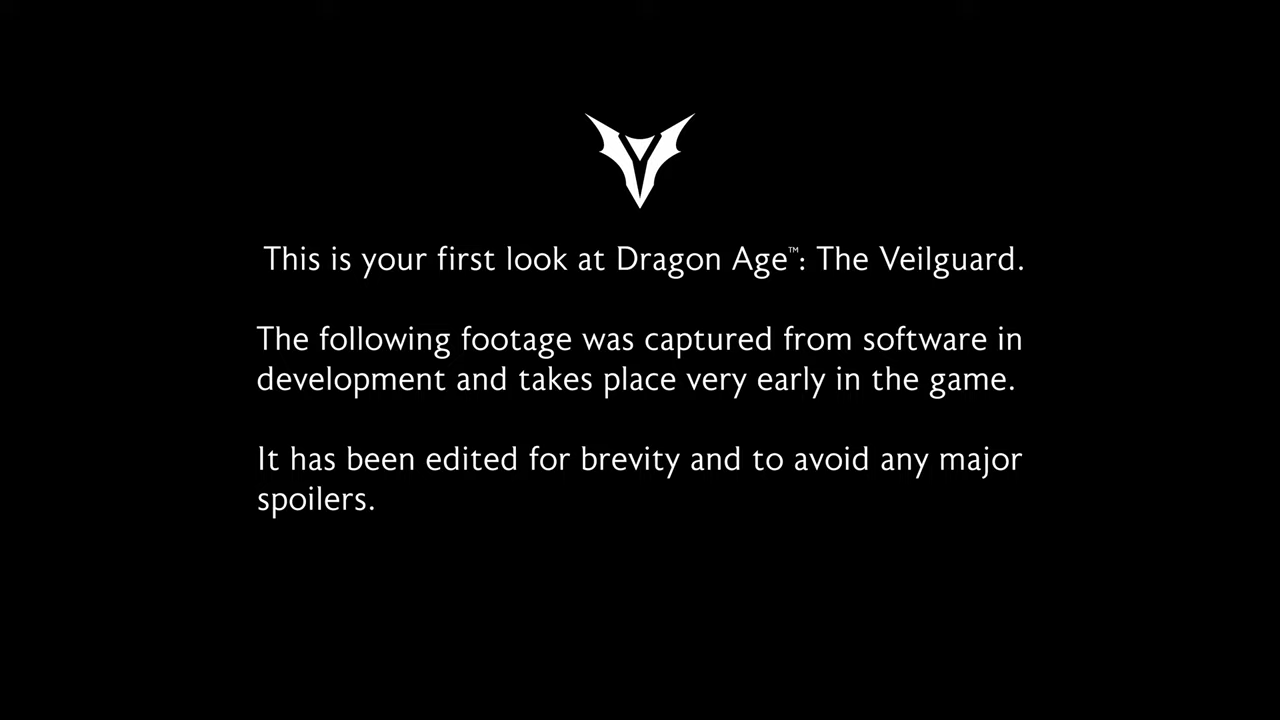 This is your first look at Dragon Age™: The Veilguard.
The following footage was captured from software in
development and takes place very early in the game.
It has been edited for brevity and to avoid any major
spoilers.